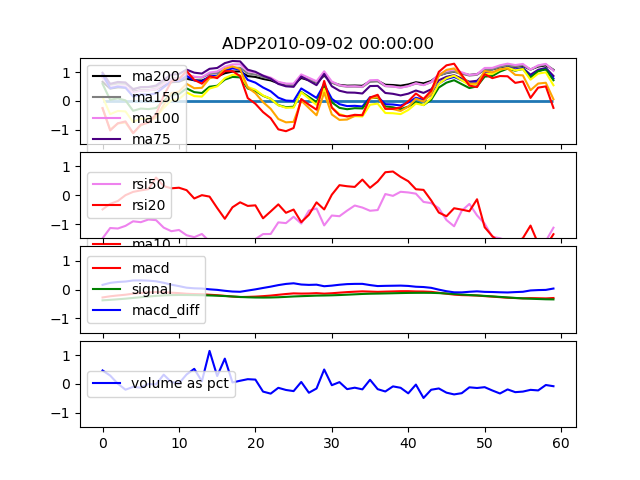 ADP2010-09-02 00:00:00
1
0
−1
ma200
ma150
ma100
ma75
1
0
−1
rsi50
rsi20
ma10
1
0
−1
macd
signal
macd_diff
1
0
−1
volume as pct
0 10 20 30 40 50 60